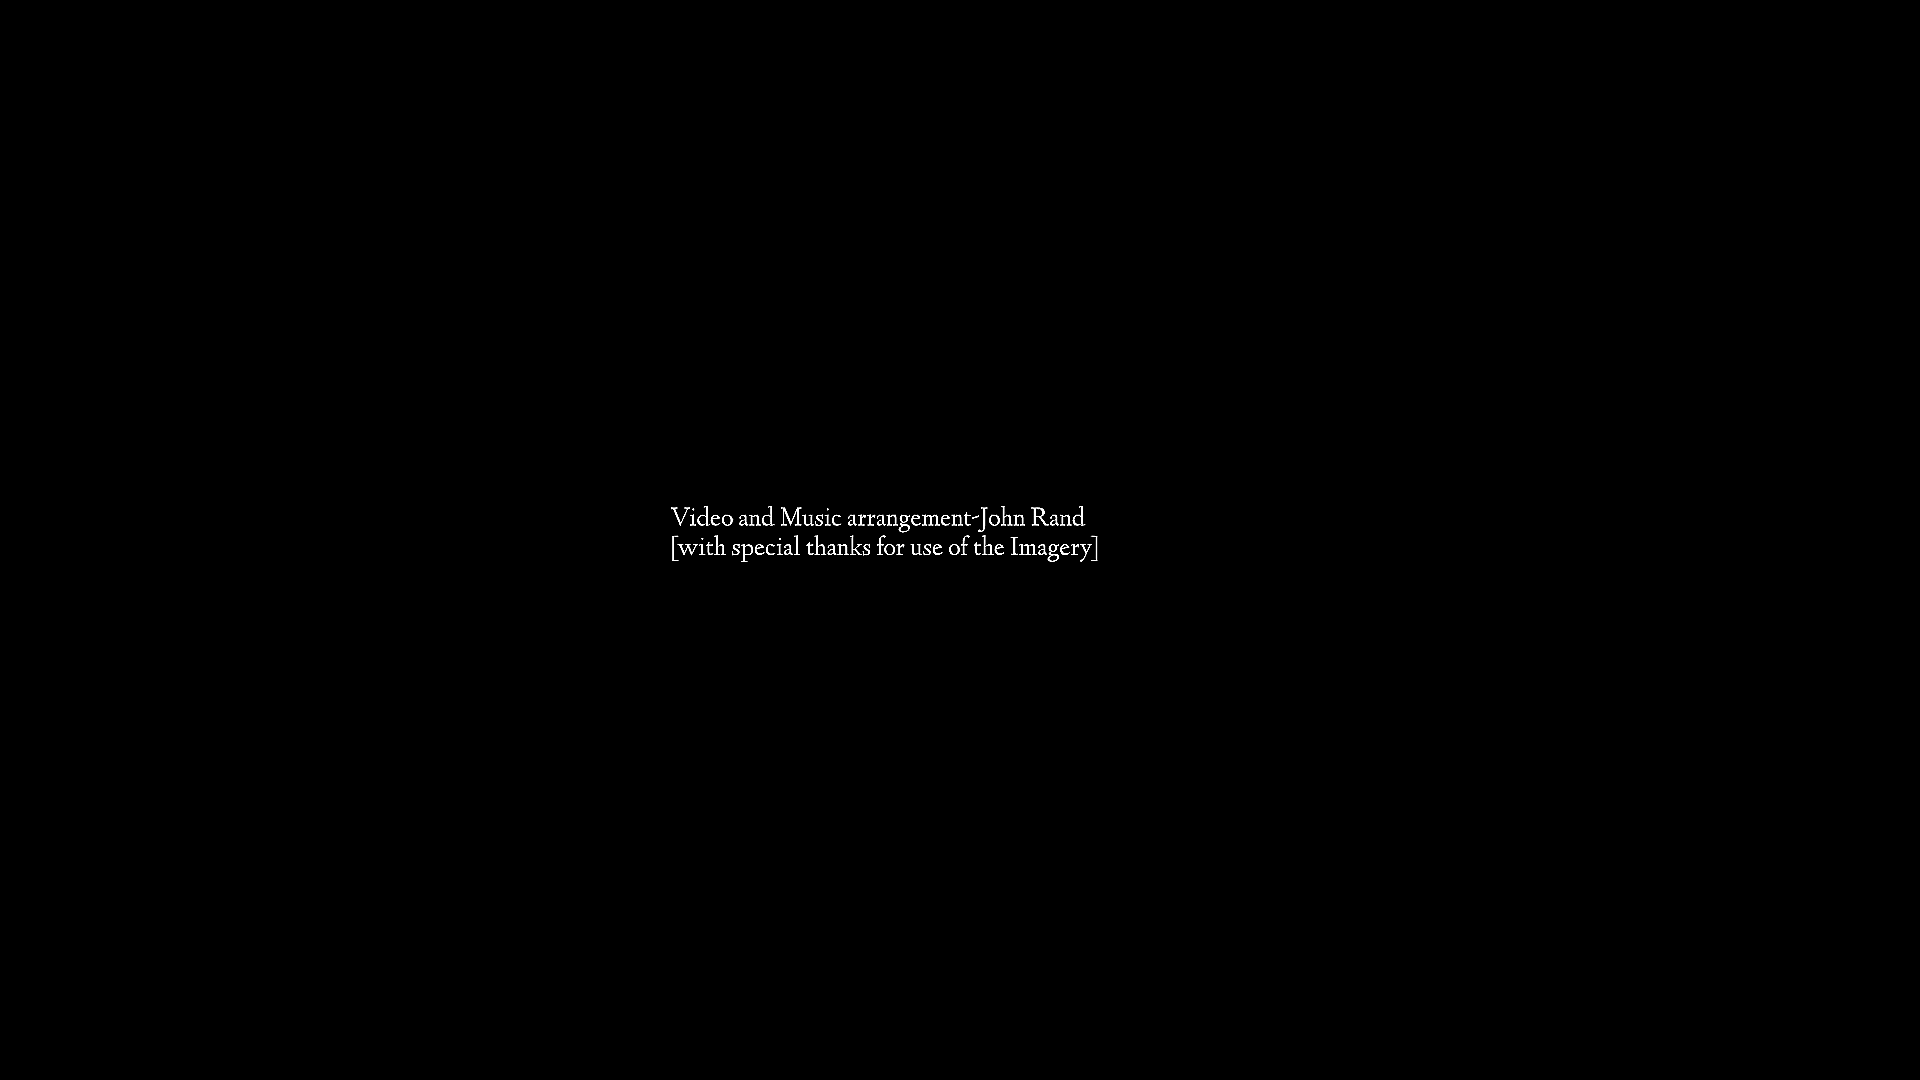 Video and Music arrangement-John Rand
[with special thanks for use of the Imagery]